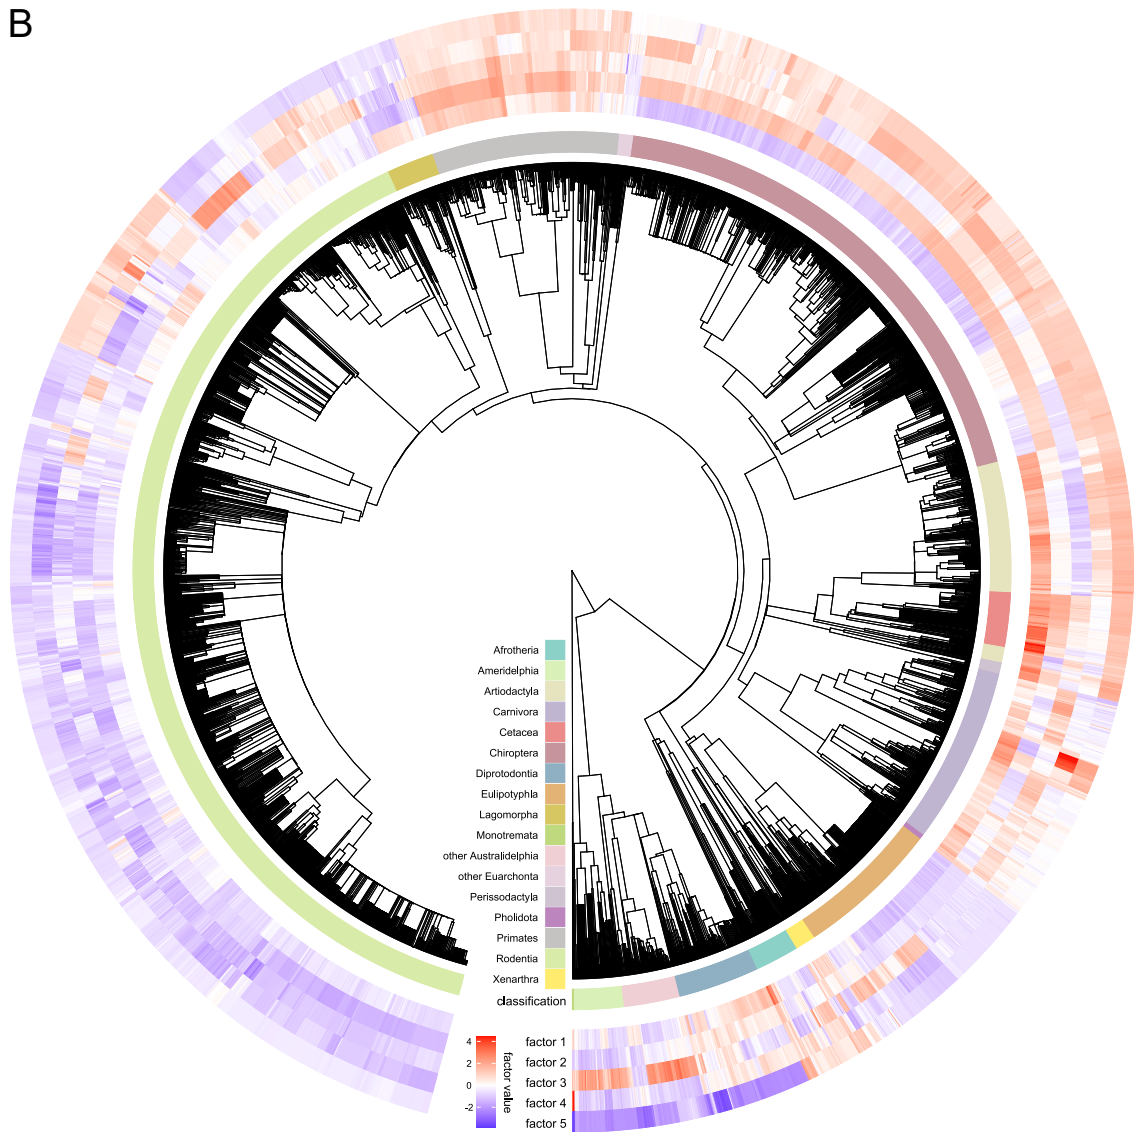 B
Afrotheria
Ameridelphia
Artiodactyla
Carnivora
Cetacea
Chiroptera
Diprotodontia
Eulipotyphla
Lagomorpha
Monotremata
other Australidelphia
other Euarchonta
Perissodactyla
Pholidota
Primates
Rodentia
Xenarthra
classification
4
2
0
-2
factor value
factor 1
factor 2
factor 3
factor 4
factor 5